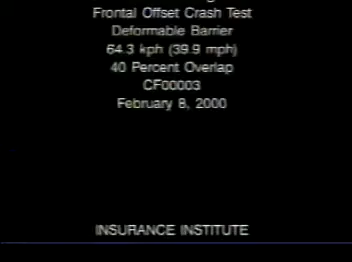 Frontal Offset Crash Test
Deformable Barrier
64.3 kph (39.9 mph)
40 Percent Overlap
CF00003
February 8, 2000
INSURANCE INSTITUTE